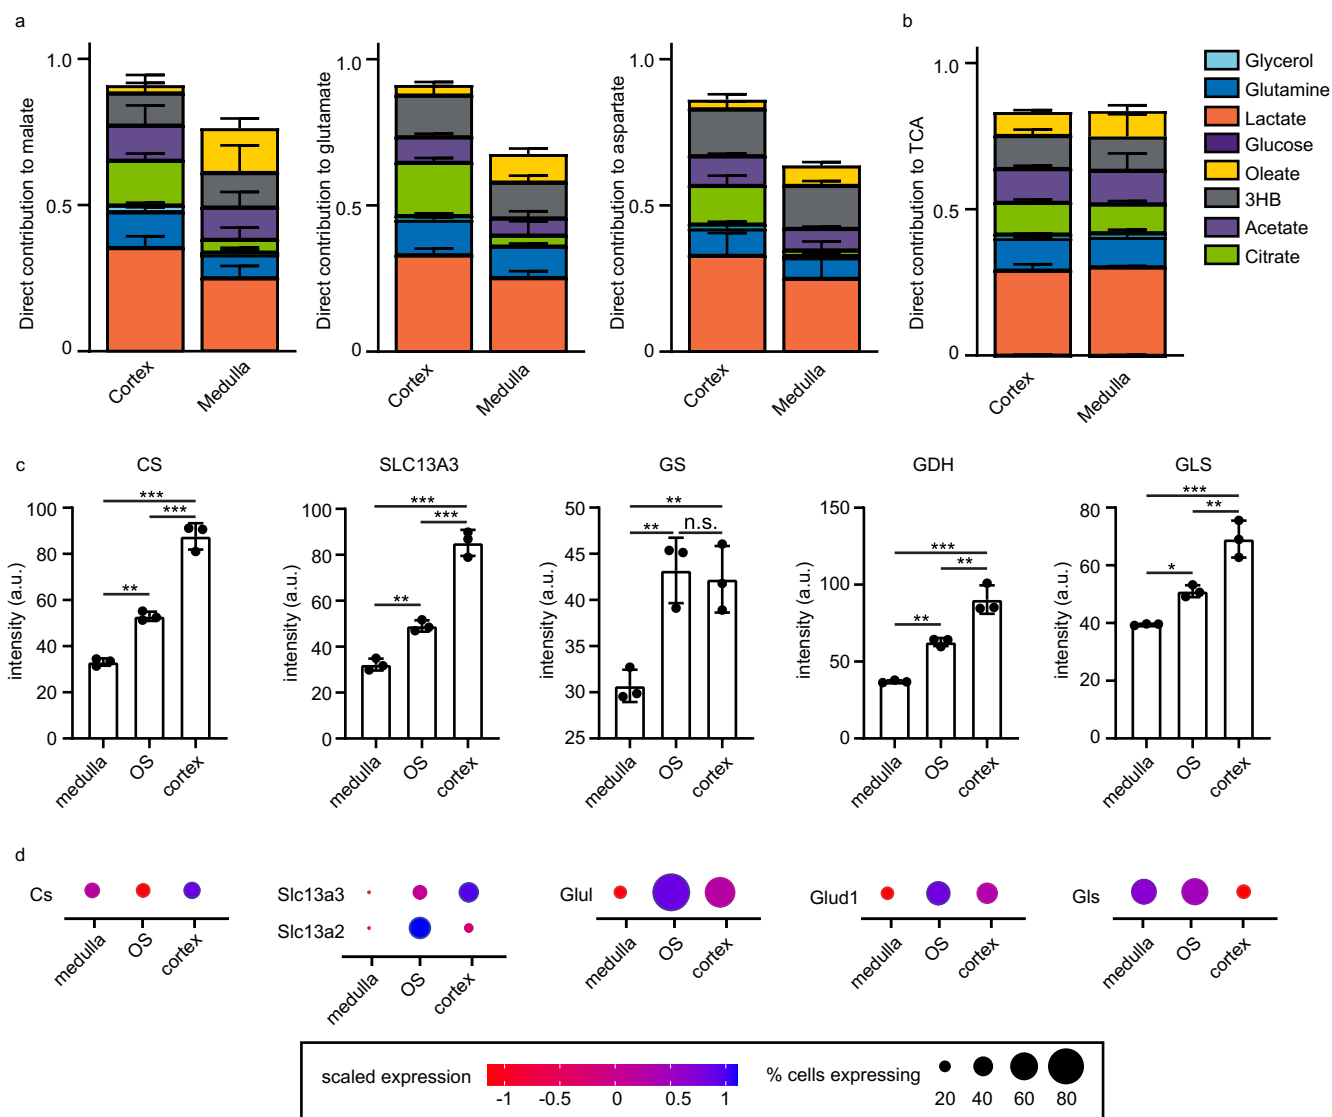 a
Direct contribution to malate
1.0
0.5
0
Cortex
Medulla
Direct contribution to glutamate
1.0
0.5
0
Cortex
Medulla
Direct contribution to aspartate
1.0
0.5
0
Cortex
Medulla
b
Direct contribution to TCA
1.0
0.5
0
Cortex
Medulla
Glycerol
Glutamine
Lactate
Glucose
Oleate
3HB
Acetate
Citrate
c
CS
intensity (a.u.)
100
80
60
40
20
0
***
***
**
medulla
OS
cortex
SLC13A3
intensity (a.u.)
100
80
60
40
20
0
***
***
**
medulla
OS
cortex
GS
intensity (a.u.)
50
45
40
35
30
25
**
**
n.s.
medulla
OS
cortex
GDH
intensity (a.u.)
150
100
50
0
***
**
**
medulla
OS
cortex
GLS
intensity (a.u.)
80
60
40
20
0
***
**
*
medulla
OS
cortex
d
Cs
medulla
OS
cortex
Slc13a3
Slc13a2
medulla
OS
cortex
Glul
medulla
OS
cortex
Glud1
medulla
OS
cortex
Gls
medulla
OS
cortex
scaled expression
-1 -0.5 0 0.5 1
% cells expressing
20 40 60 80